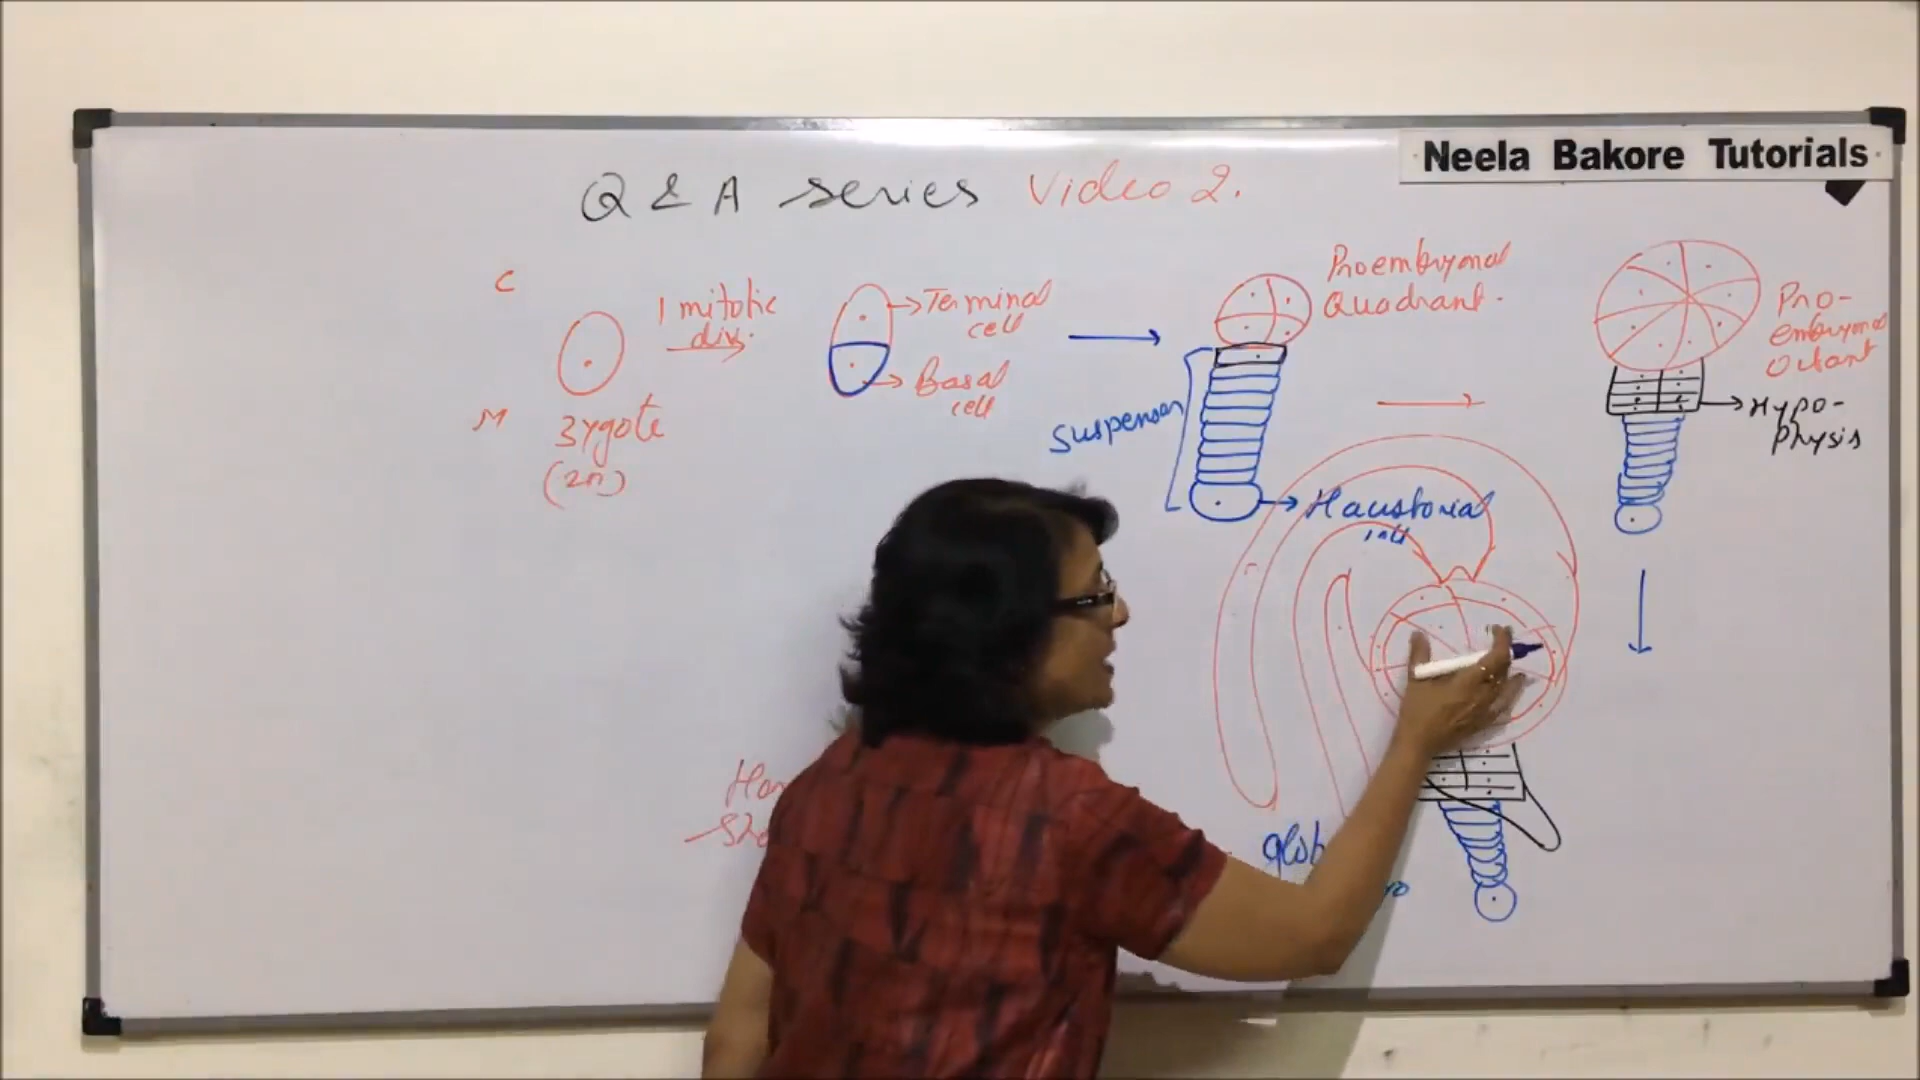 Neela Bakore Tutorials
Q & A series Video 2.
C
M
Zygote
(2n)
1 mitotic
div.
Terminal
cell
Basal
cell
Suspensor
Proembryonal
Quadrant.
Haustorial
cell
Pro-
embryonal
Octant
Hypo-
physis